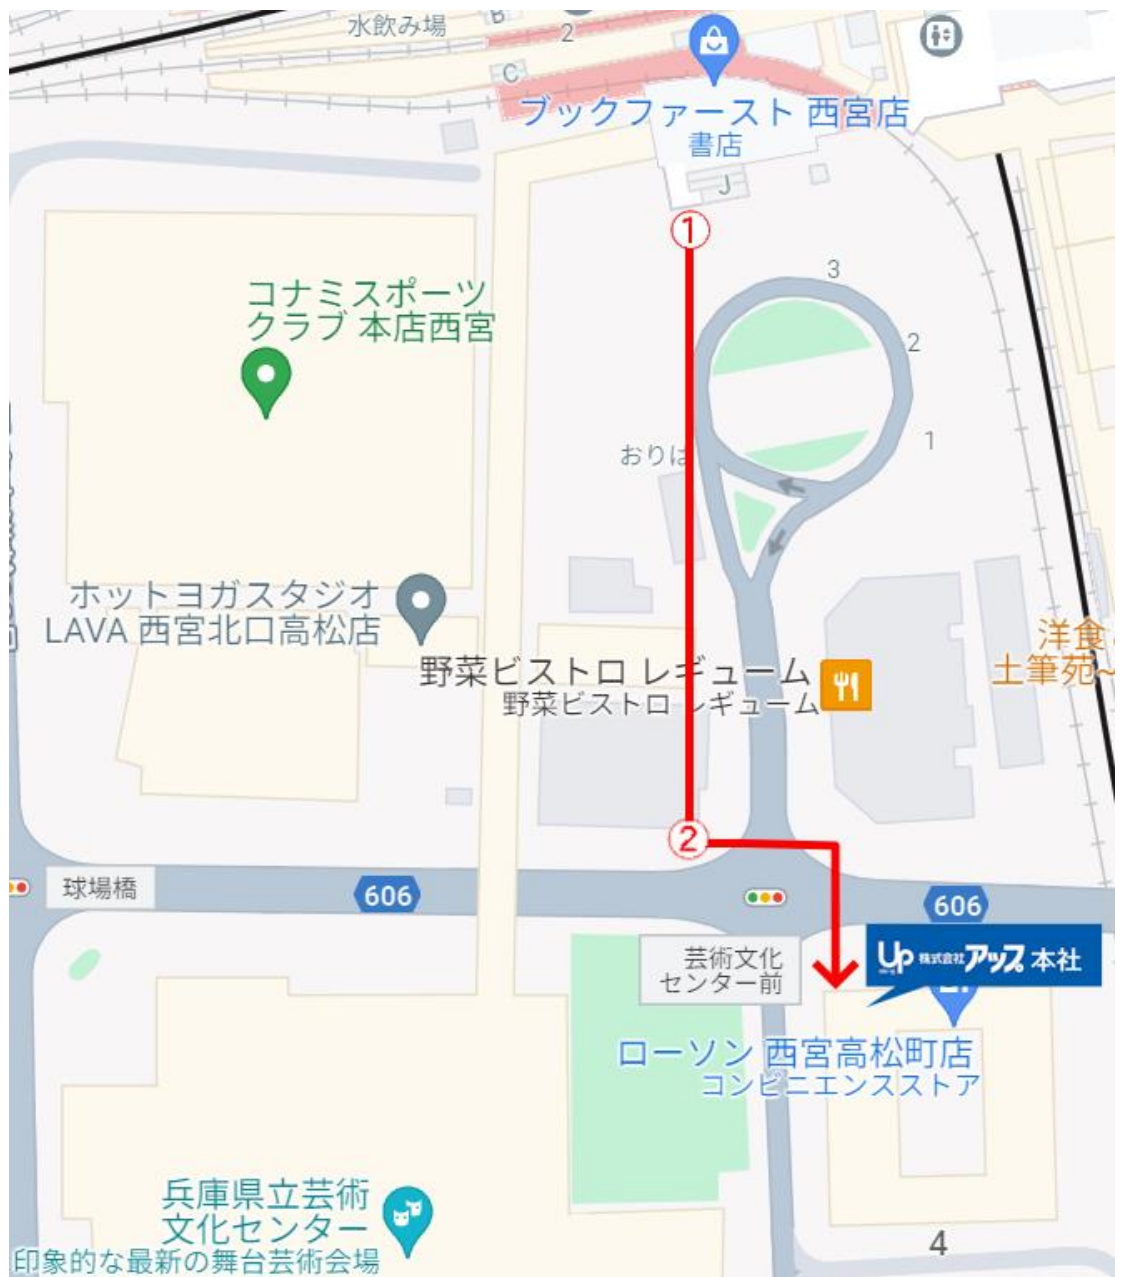 水飲み場
B
2
C
ブックファースト 西宮店
書店
J
①
3
2
1
コナミスポーツ
クラブ 本店西宮
おりは
ホットヨガスタジオ
LAVA 西宮北口高松店
野菜ビストロ レギューム
野菜ビストロ レギューム
洋食
土筆苑～
②
球場橋
606
606
芸術文化
センター前
Up 株式会社アップ 本社
ローソン 西宮高松町店
コンビニエンスストア
兵庫県立芸術
文化センター
印象的な最新の舞台芸術会場
4